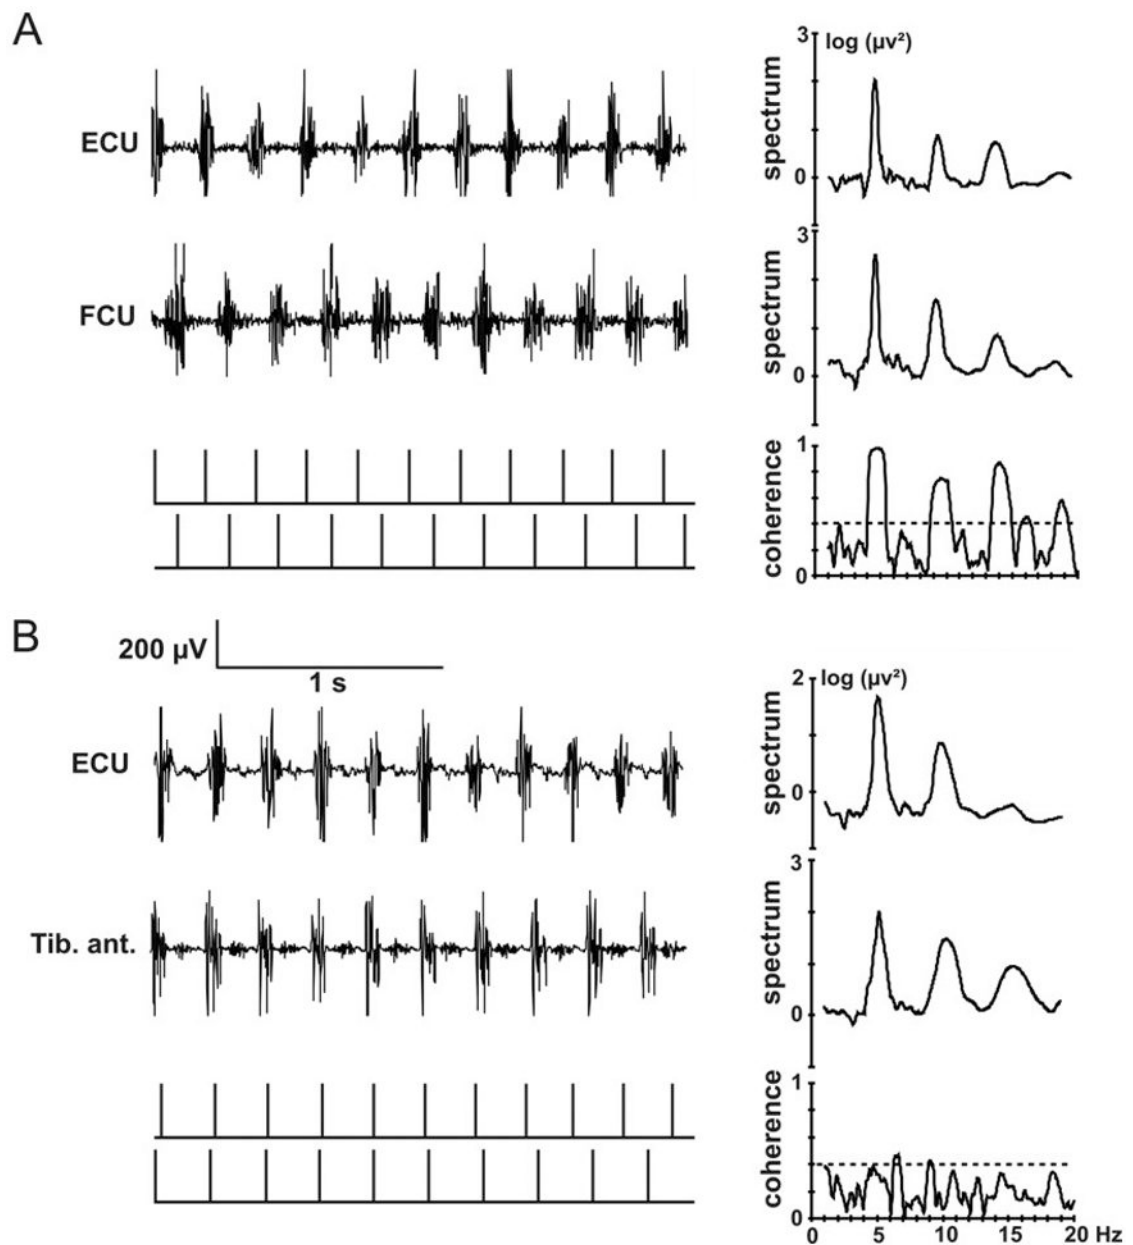 A
ECU
FCU
3
log (µv²)
spectrum
0
3
spectrum
0
1
coherence
0
B
200 µV
1 s
ECU
Tib. ant.
2
log (µv²)
spectrum
0
3
spectrum
0
1
coherence
0
0 5 10 15 20 Hz